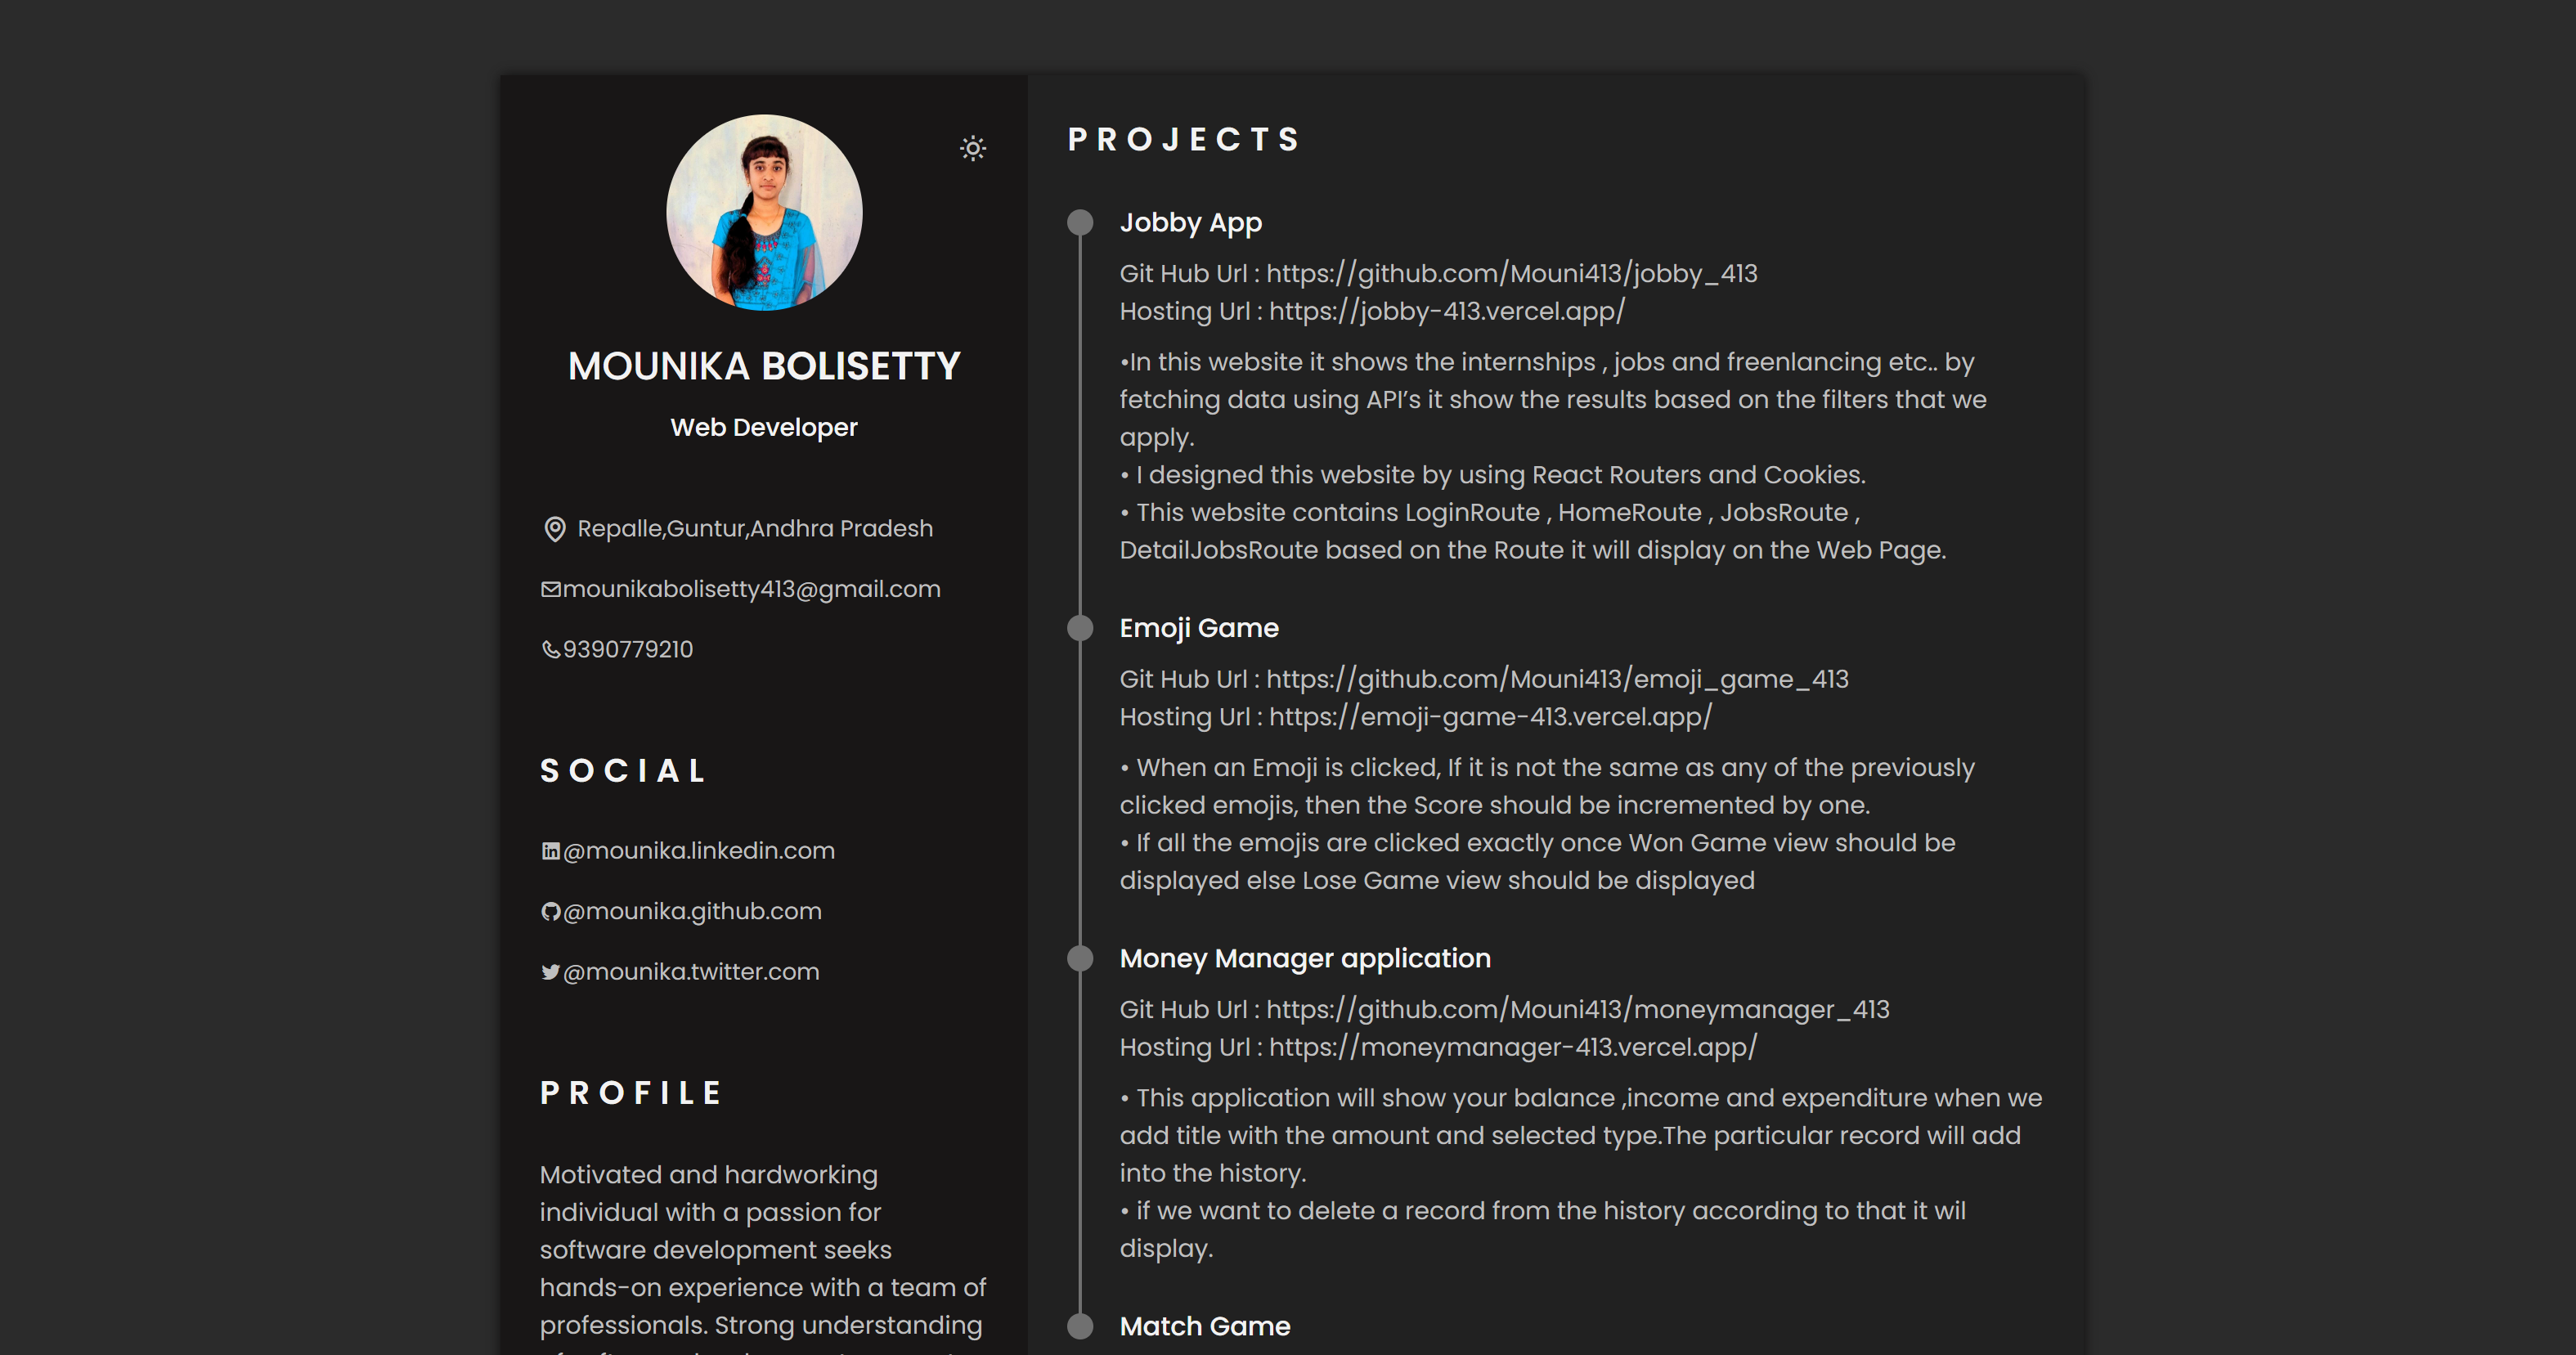 MOUNIKA BOLISETTY
Web Developer
Repalle,Guntur,Andhra Pradesh
mounikabolisetty413@gmail.com
9390779210
SOCIAL
@mounika.linkedin.com
@mounika.github.com
@mounika.twitter.com
PROFILE
Motivated and hardworking
individual with a passion for
software development seeks
hands-on experience with a team of
professionals. Strong understanding
PROJECTS
Jobby App
Git Hub Url : https://github.com/Mouni413/jobby_413
Hosting Url : https://jobby-413.vercel.app/
•In this website it shows the internships , jobs and freenlancing etc.. by
fetching data using API’s it show the results based on the filters that we
apply.
• I designed this website by using React Routers and Cookies.
• This website contains LoginRoute , HomeRoute , JobsRoute ,
DetailJobsRoute based on the Route it will display on the Web Page.
Emoji Game
Git Hub Url : https://github.com/Mouni413/emoji_game_413
Hosting Url : https://emoji-game-413.vercel.app/
• When an Emoji is clicked, If it is not the same as any of the previously
clicked emojis, then the Score should be incremented by one.
• If all the emojis are clicked exactly once Won Game view should be
displayed else Lose Game view should be displayed
Money Manager application
Git Hub Url : https://github.com/Mouni413/moneymanager_413
Hosting Url : https://moneymanager-413.vercel.app/
• This application will show your balance ,income and expenditure when we
add title with the amount and selected type.The particular record will add
into the history.
• if we want to delete a record from the history according to that it wil
display.
Match Game